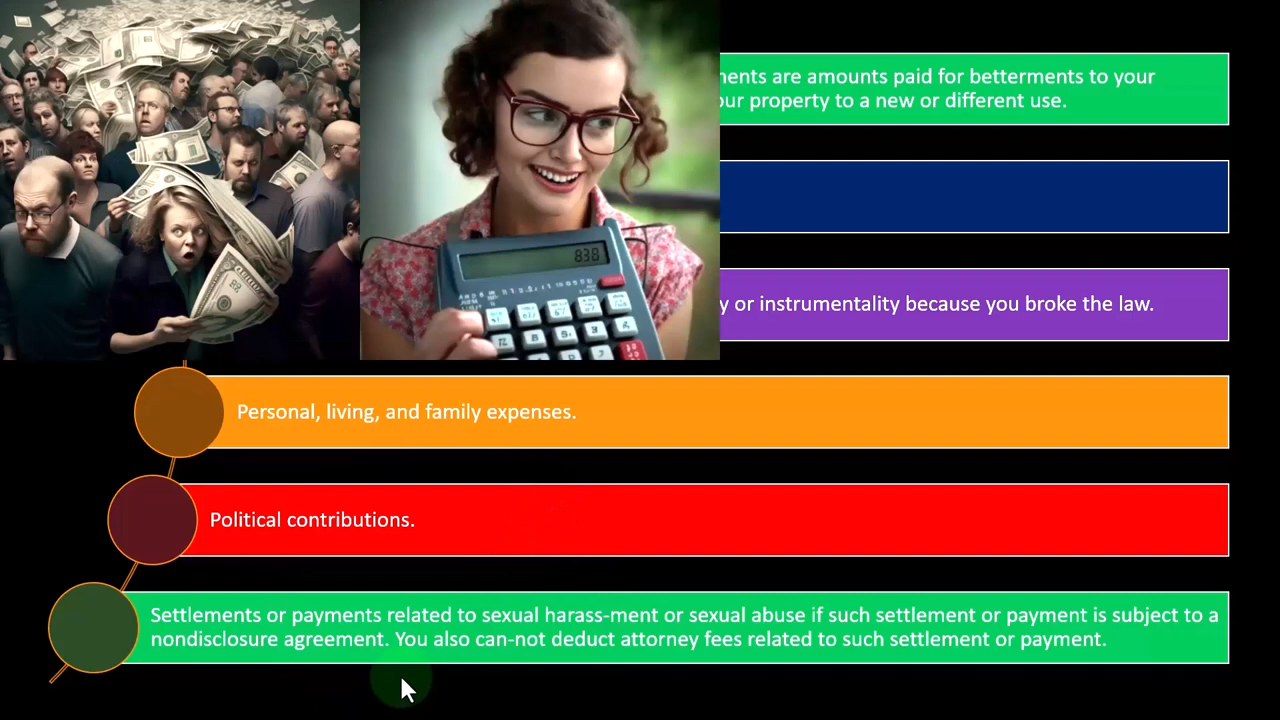 ents are amounts paid for betterments to your
ur property to a new or different use.
838
y or instrumentality because you broke the law.
Personal, living, and family expenses.
Political contributions.
Settlements or payments related to sexual harass-ment or sexual abuse if such settlement or payment is subject to a
nondisclosure agreement. You also can-not deduct attorney fees related to such settlement or payment.